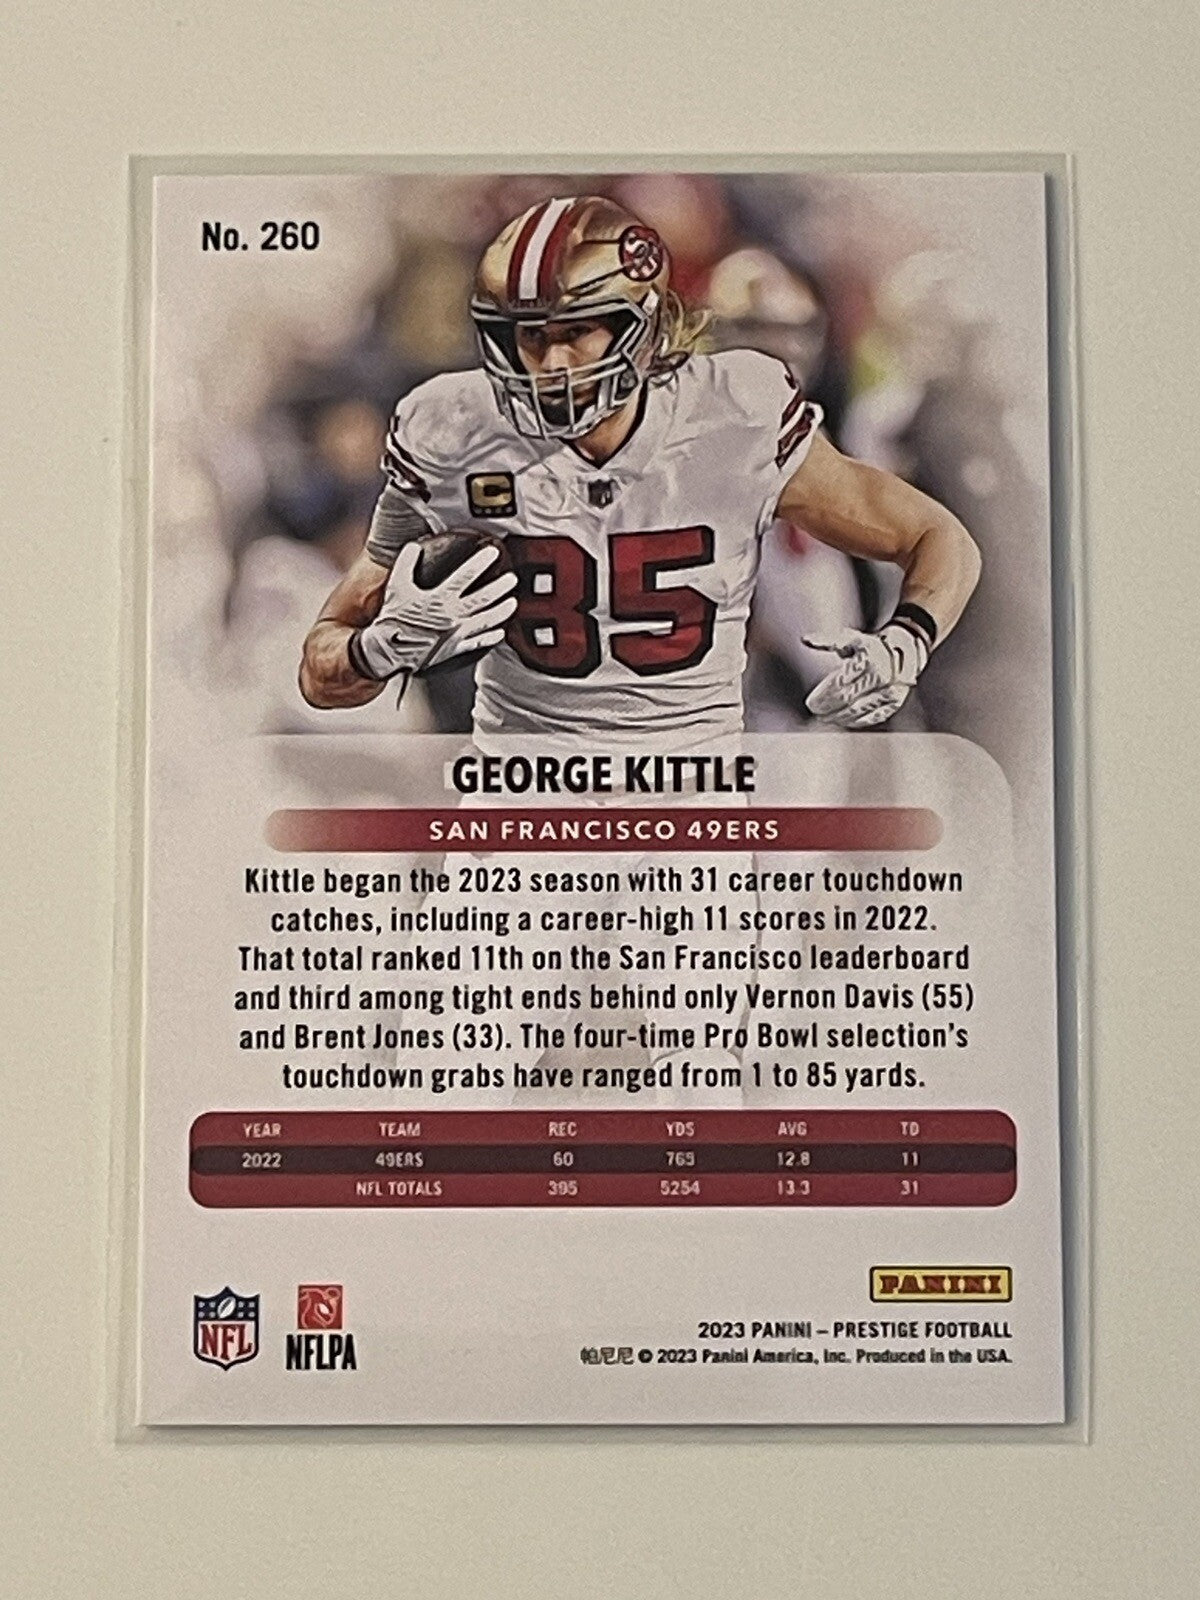 No. 260
C
85
GEORGE KITTLE
SAN FRANCISCO 49ERS
Kittle began the 2023 season with 31 career touchdown
catches, including a career-high 11 scores in 2022.
That total ranked 11th on the San Francisco leaderboard
and third among tight ends behind only Vernon Davis (55)
and Brent Jones (33). The four-time Pro Bowl selection's
touchdown grabs have ranged from 1 to 85 yards.
YEAR TEAM REC YDS AVG TD
2022 49ERS 60 765 12.8 11
NFL TOTALS 395 5254 13.3 31
PANINI
NFL
NFLPA
2023 PANINI – PRESTIGE FOOTBALL
帕尼尼 © 2023 Panini America, Inc. Produced in the USA.